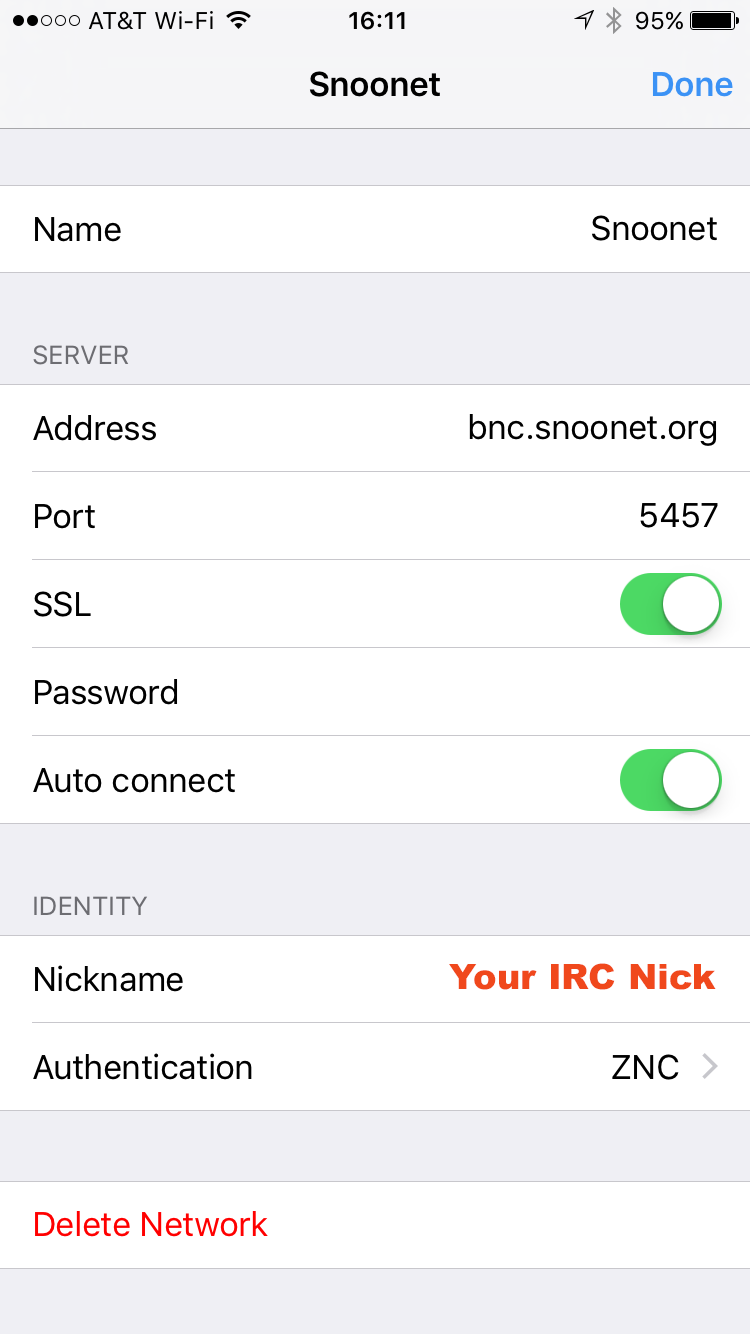 AT&T Wi-Fi 16:11 95%
Snoonet Done
Name Snoonet
SERVER
Address bnc.snoonet.org
Port 5457
SSL
Password
Auto connect
IDENTITY
Nickname Your IRC Nick
Authentication ZNC
Delete Network